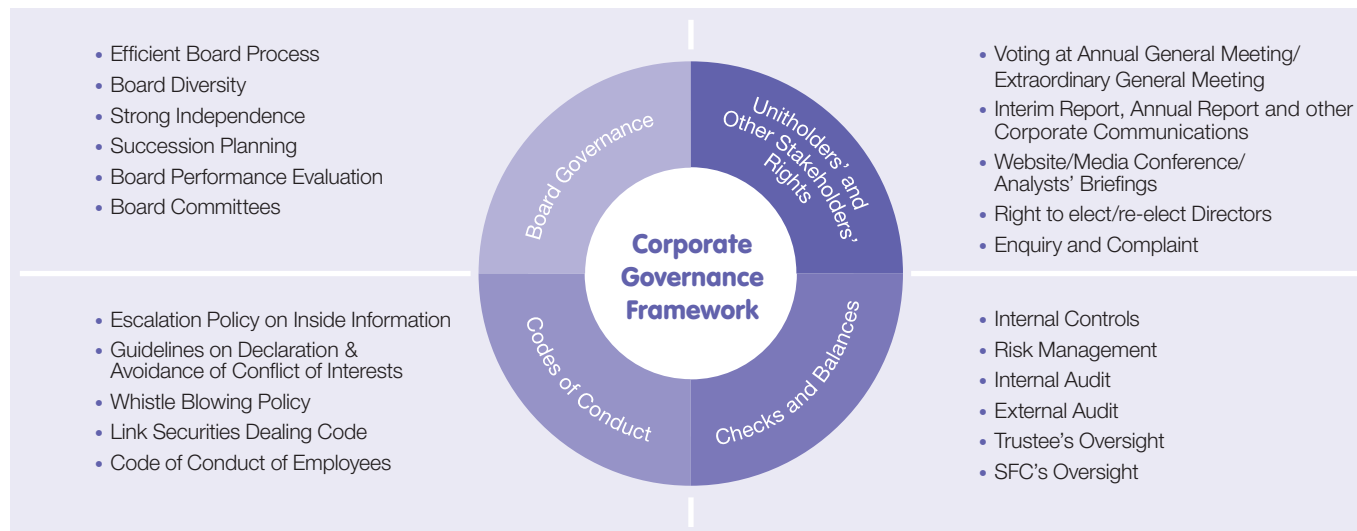 • Efficient Board Process
• Board Diversity
• Strong Independence
• Succession Planning
• Board Performance Evaluation
• Board Committees
Board Governance
Unitholders’ and
Other Stakeholders’
Rights
• Voting at Annual General Meeting/
Extraordinary General Meeting
• Interim Report, Annual Report and other
Corporate Communications
• Website/Media Conference/
Analysts’ Briefings
• Right to elect/re-elect Directors
• Enquiry and Complaint
Corporate
Governance
Framework
• Escalation Policy on Inside Information
• Guidelines on Declaration &
Avoidance of Conflict of Interests
• Whistle Blowing Policy
• Link Securities Dealing Code
• Code of Conduct of Employees
Codes of Conduct
Checks and Balances
• Internal Controls
• Risk Management
• Internal Audit
• External Audit
• Trustee’s Oversight
• SFC’s Oversight